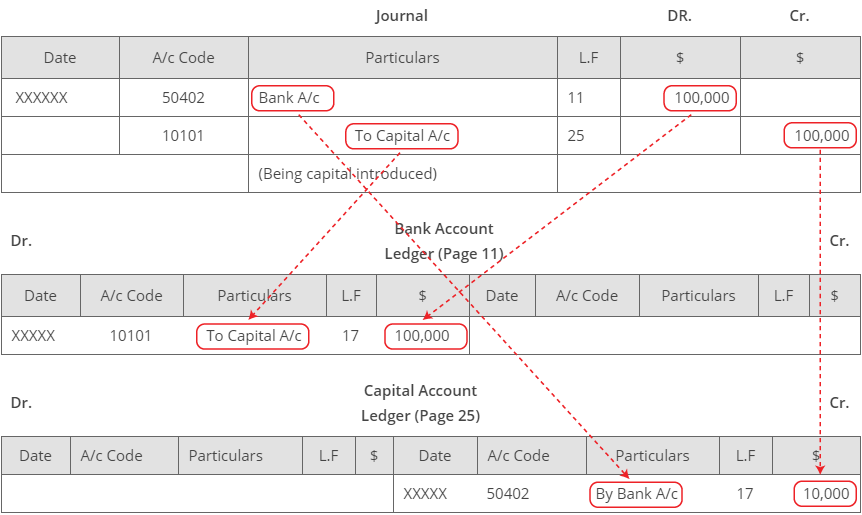 Journal DR. Cr.
Date A/c Code Particulars L.F $ $
XXXXXX 50402 Bank A/c 11 100,000
10101 To Capital A/c 25 100,000
(Being capital introduced)
Bank Account
Dr. Cr.
Ledger (Page 11)
Date A/c Code Particulars L.F $ Date A/c Code Particulars L.F $
XXXXX 10101 To Capital A/c 17 100,000
Capital Account
Dr. Cr.
Ledger (Page 25)
Date A/c Code Particulars L.F $ Date A/c Code Particulars L.F $
XXXXX 50402 By Bank A/c 17 10,000